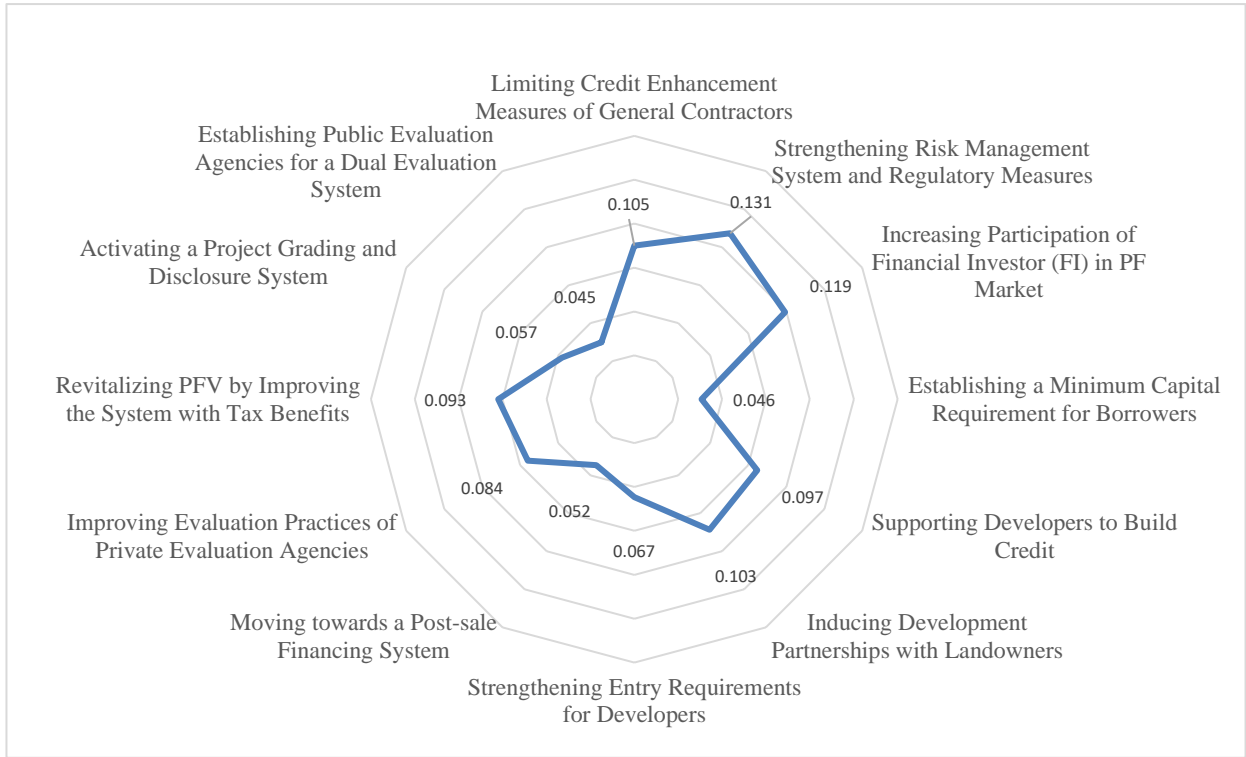 Limiting Credit Enhancement
Measures of General Contractors
Strengthening Risk Management
System and Regulatory Measures
Increasing Participation of
Financial Investor (FI) in PF
Market
Establishing a Minimum Capital
Requirement for Borrowers
Supporting Developers to Build
Credit
Inducing Development
Partnerships with Landowners
Strengthening Entry Requirements
for Developers
Moving towards a Post-sale
Financing System
Improving Evaluation Practices of
Private Evaluation Agencies
Revitalizing PFV by Improving
the System with Tax Benefits
Activating a Project Grading and
Disclosure System
Establishing Public Evaluation
Agencies for a Dual Evaluation
System
0.105
0.131
0.119
0.046
0.097
0.103
0.067
0.052
0.084
0.093
0.057
0.045